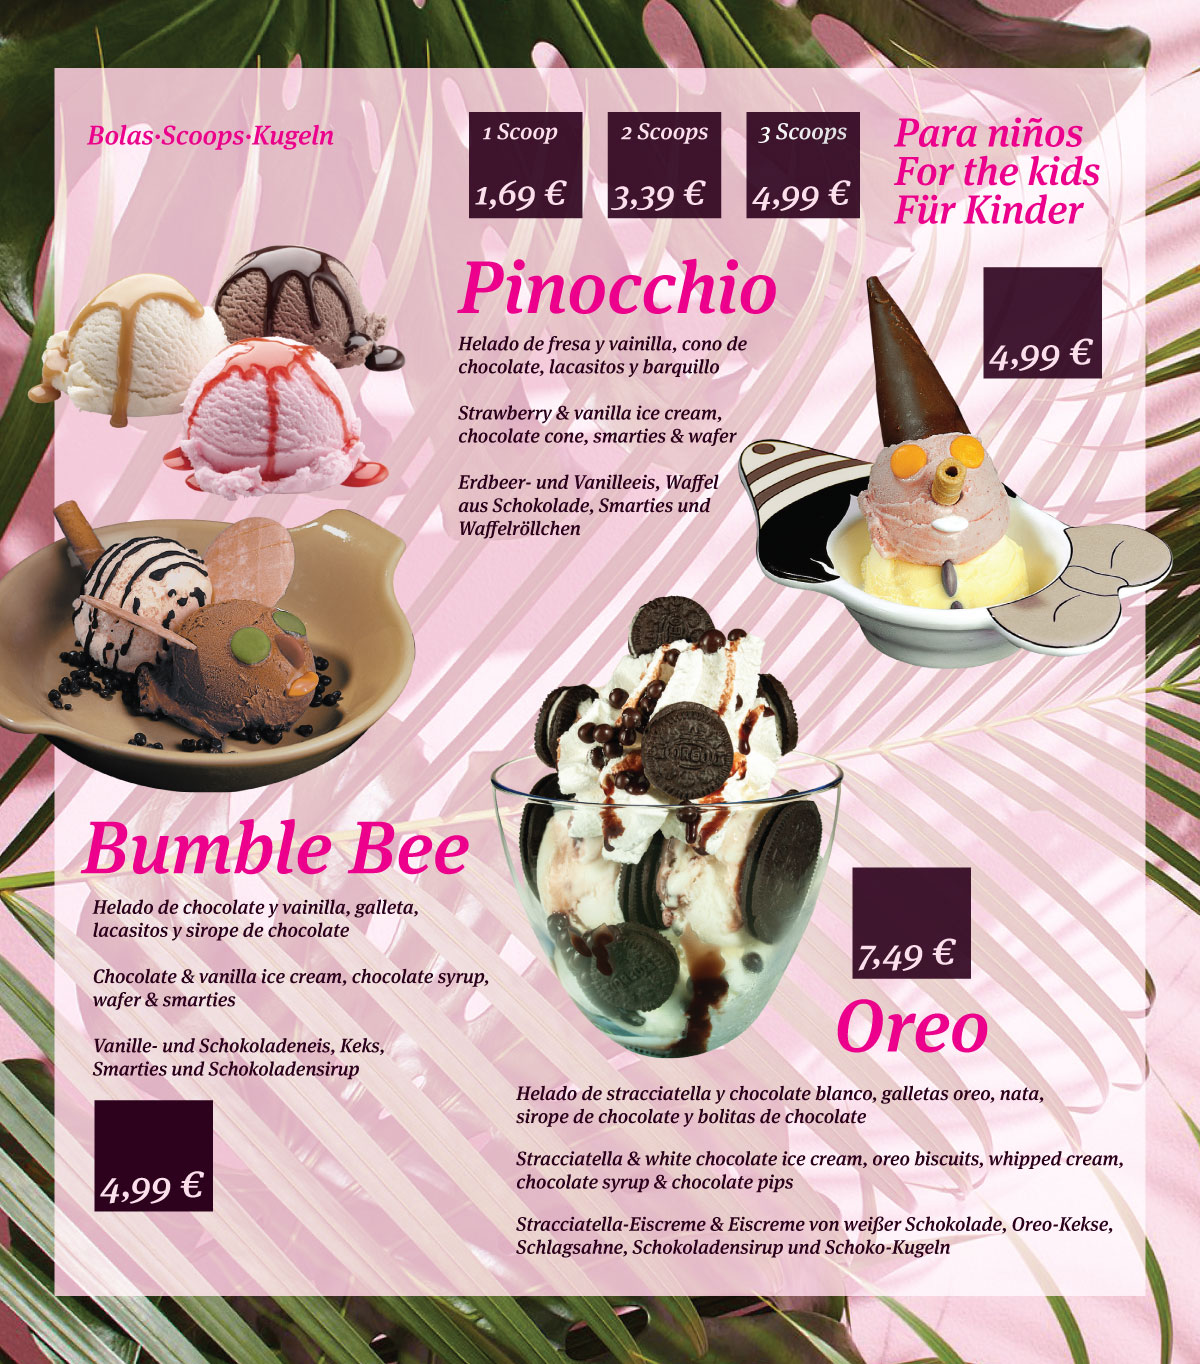 Bolas·Scoops·Kugeln
1 Scoop
1,69 €
2 Scoops
3,39 €
3 Scoops
4,99 €
Para niños
For the kids
Für Kinder
Pinocchio
Helado de fresa y vainilla, cono de
chocolate, lacasitos y barquillo
Strawberry & vanilla ice cream,
chocolate cone, smarties & wafer
Erdbeer- und Vanilleeis, Waffel
aus Schokolade, Smarties und
Waffelröllchen
4,99 €
Bumble Bee
Helado de chocolate y vainilla, galleta,
lacasitos y sirope de chocolate
Chocolate & vanilla ice cream, chocolate syrup,
wafer & smarties
Vanille- und Schokoladeneis, Keks,
Smarties und Schokoladensirup
4,99 €
7,49 €
Oreo
Helado de stracciatella y chocolate blanco, galletas oreo, nata,
sirope de chocolate y bolitas de chocolate
Stracciatella & white chocolate ice cream, oreo biscuits, whipped cream,
chocolate syrup & chocolate pips
Stracciatella-Eiscreme & Eiscreme von weißer Schokolade, Oreo-Kekse,
Schlagsahne, Schokoladensirup und Schoko-Kugeln